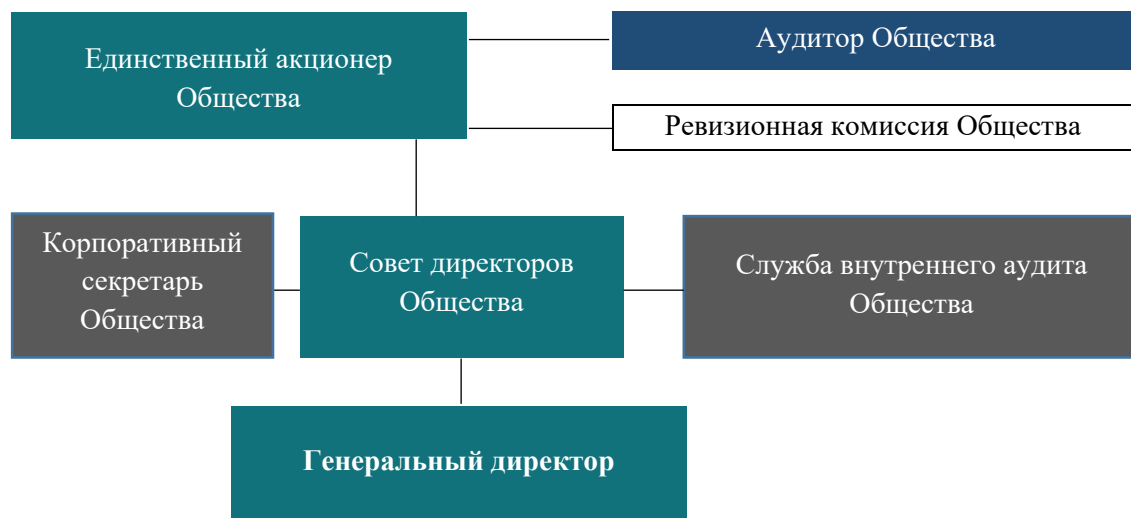 Единственный акционер
Общества
Аудитор Общества
Ревизионная комиссия Общества
Корпоративный
секретарь
Общества
Совет директоров
Общества
Служба внутреннего аудита
Общества
Генеральный директор